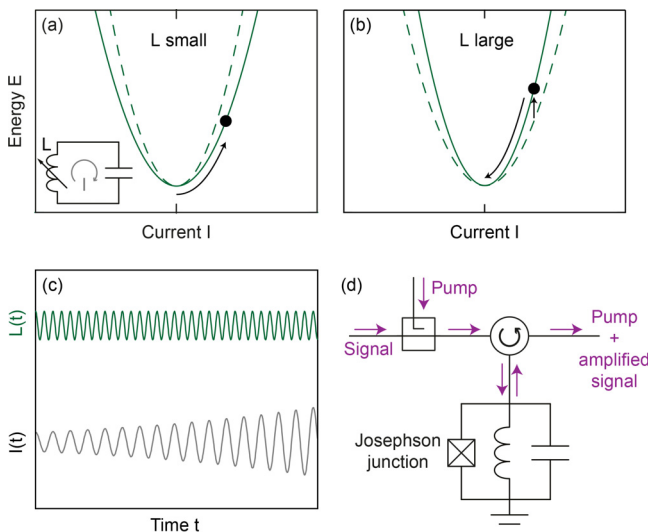 (a)
L small
(b)
L large
Energy E
L
I
Current I
Current I
(c)
L(t)
I(t)
Time t
(d)
Pump
Signal
Pump
+
amplified
signal
Josephson
junction